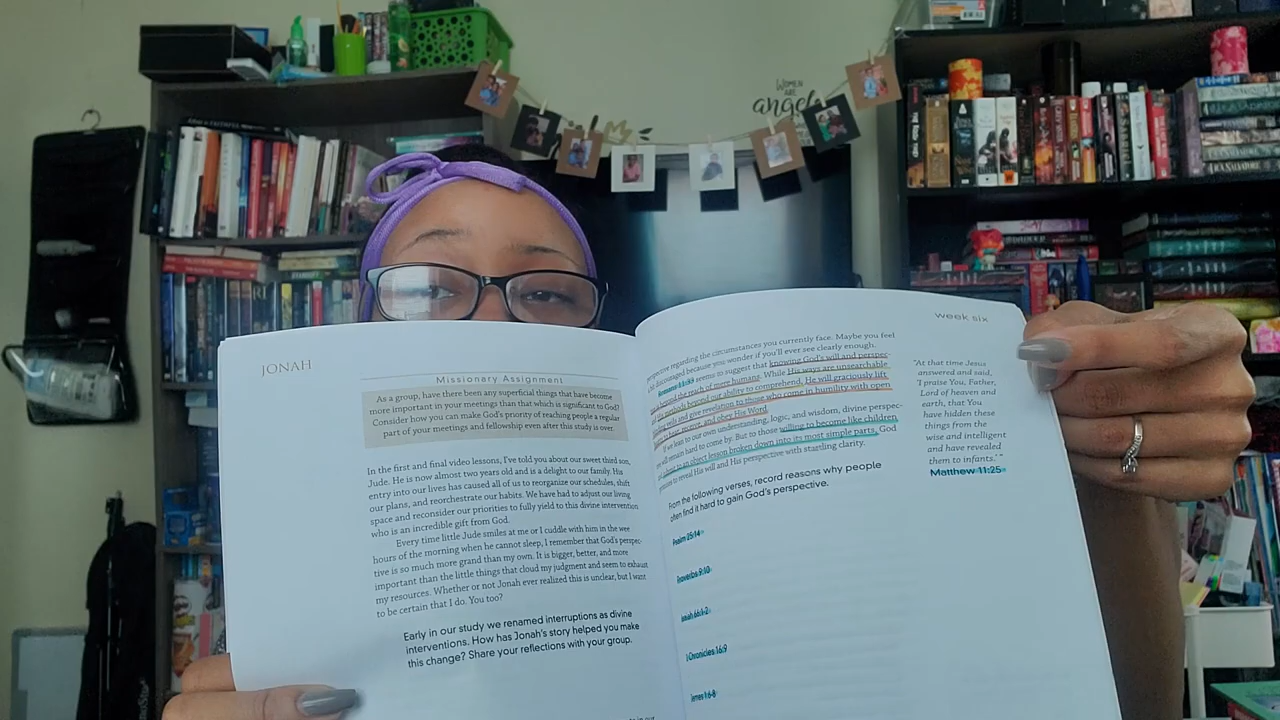 WOMEN
ARE
angels
JONAH
Missionary Assignment
As a group, have there been any superficial things that have become
more important in your meetings than that which is significant to God?
Consider how you can make God's priority of reaching people a regular
part of your meetings and fellowship even after this study is over.
In the first and final video lessons, I've told you about our sweet third son,
Jude. He is now almost two years old and is a delight to our family. His
entry into our lives has caused all of us to reorganize our schedules, shift
our plans, and reorchestrate our habits. We have had to adjust our living
space and reconsider our priorities to fully yield to this divine intervention
who is an incredible gift from God.
Every time little Jude smiles at me or I cuddle with him in the wee
hours of the morning when he cannot sleep, I remember that God's perspec-
tive is so much more grand than my own. It is bigger, better, and more
important than the little things that cloud my judgment and seem to exhaust
my resources. Whether or not Jonah ever realized this is unclear, but I want
to be certain that I do. You too?
Early in our study we renamed interruptions as divine
interventions. How has Jonah's story helped you make
this change? Share your reflections with your group.
week six
perspective regarding the circumstances you currently face. Maybe you feel
a bit discouraged because you wonder if you'll ever see clearly enough.
Romans 11:33 seems to suggest that knowing God's will and perspec-
beyond the reach of mere humans. While His ways are unsearchable
methods beyond our ability to comprehend, He will graciously lift
and give revelation to those who come in humility with open
to hear, receive, and obey His Word.
If we lean to our own understanding, logic, and wisdom, divine perspec-
will remain hard to come by. But to those willing to become like children
an object lesson broken down into its most simple parts, God
promises to reveal His will and His perspective with startling clarity.
From the following verses, record reasons why people
often find it hard to gain God's perspective.
Psalm 25:14
Proverbs 9:10
Isaiah 66:1-2
1 Chronicles 16:9
James 1:6-8
"At that time Jesus
answered and said,
'I praise You, Father,
Lord of heaven and
earth, that You
have hidden these
things from the
wise and intelligent
and have revealed
them to infants.'"
Matthew 11:25